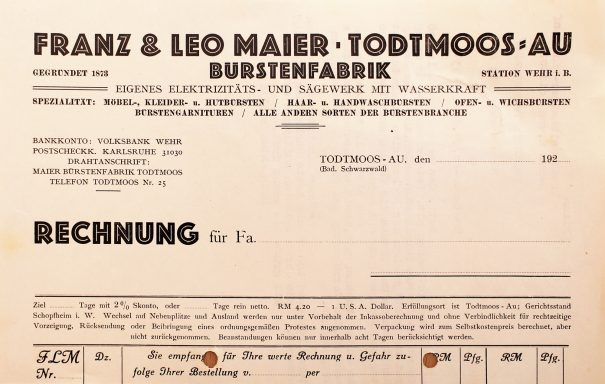 FRANZ & LEO MAIER · TODTMOOS-AU
GEGRÜNDET 1873 BÜRSTENFABRIK STATION WEHR i. B.
EIGENES ELEKTRIZITÄTS- UND SÄGEWERK MIT WASSERKRAFT
SPEZIALITÄT: MÖBEL-, KLEIDER- u. HUTBÜRSTEN / HAAR- u. HANDWASCHBÜRSTEN / OFEN- u. WICHSBÜRSTEN
BÜRSTENGARNITUREN / ALLE ANDERN SORTEN DER BÜRSTENBRANCHE
BANKKONTO: VOLKSBANK WEHR
POSTSCHECKK. KARLSRUHE 31030
DRAHTANSCHRIFT:
MAIER BÜRSTENFABRIK TODTMOOS
TELEFON TODTMOOS Nr. 25
TODTMOOS-AU, den 192
(Bad. Schwarzwald)
RECHNUNG für Fa.
Ziel ........ Tage mit 2% Skonto, oder ........ Tage rein netto. RM 4.20 — 1 U.S.A. Dollar. Erfüllungsort ist Todtmoos-Au; Gerichtsstand
Schopfheim i. W. Wechsel auf Nebenplätze und Ausland werden nur unter Vorbehalt der Inkassoberechnung und ohne Verbindlichkeit für rechtzeitige
Vorzeigung, Rücksendung oder Beibringung eines ordnungsgemäßen Protestes angenommen. Verpackung wird zum Selbstkostenpreis berechnet, aber
nicht zurückgenommen. Beanstandungen können nur innerhalb acht Tagen berücksichtigt werden.
FLM Dz. Sie empfang für Ihre werte Rechnung u. Gefahr zu- RM Pfg. RM Pfg.
Nr. folge Ihrer Bestellung v. per